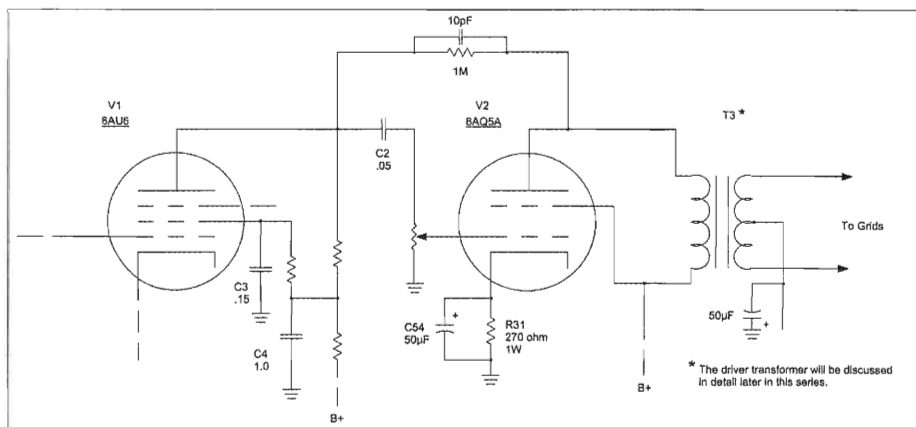 10pF
1M
V1
6AU6
V2
6AQ5A
T3 *
C2
.05
To Grids
C3
.15
C54
50µF
+
R31
270 ohm
1W
50µF
+
C4
1.0
B+
B+
* The driver transformer will be discussed
in detail later in this series.